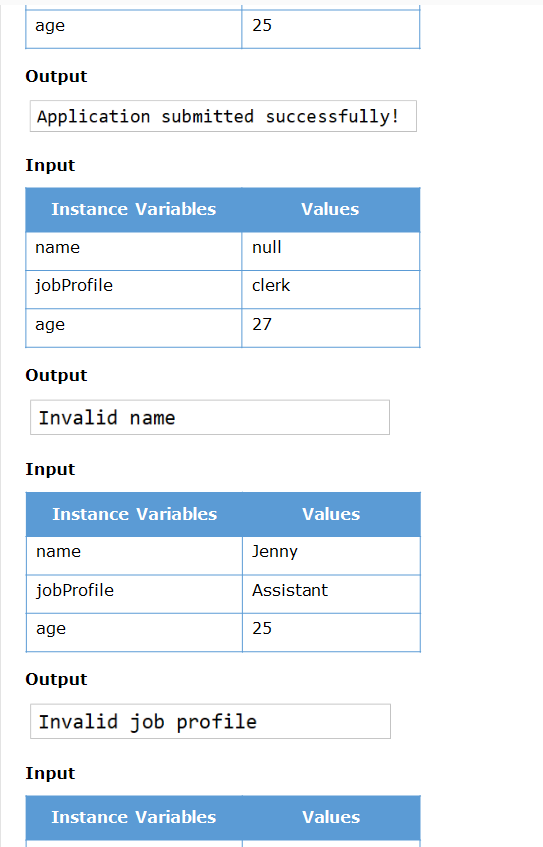 age 25
Output
Application submitted successfully!
Input
Instance Variables Values
name null
jobProfile clerk
age 27
Output
Invalid name
Input
Instance Variables Values
name Jenny
jobProfile Assistant
age 25
Output
Invalid job profile
Input
Instance Variables Values